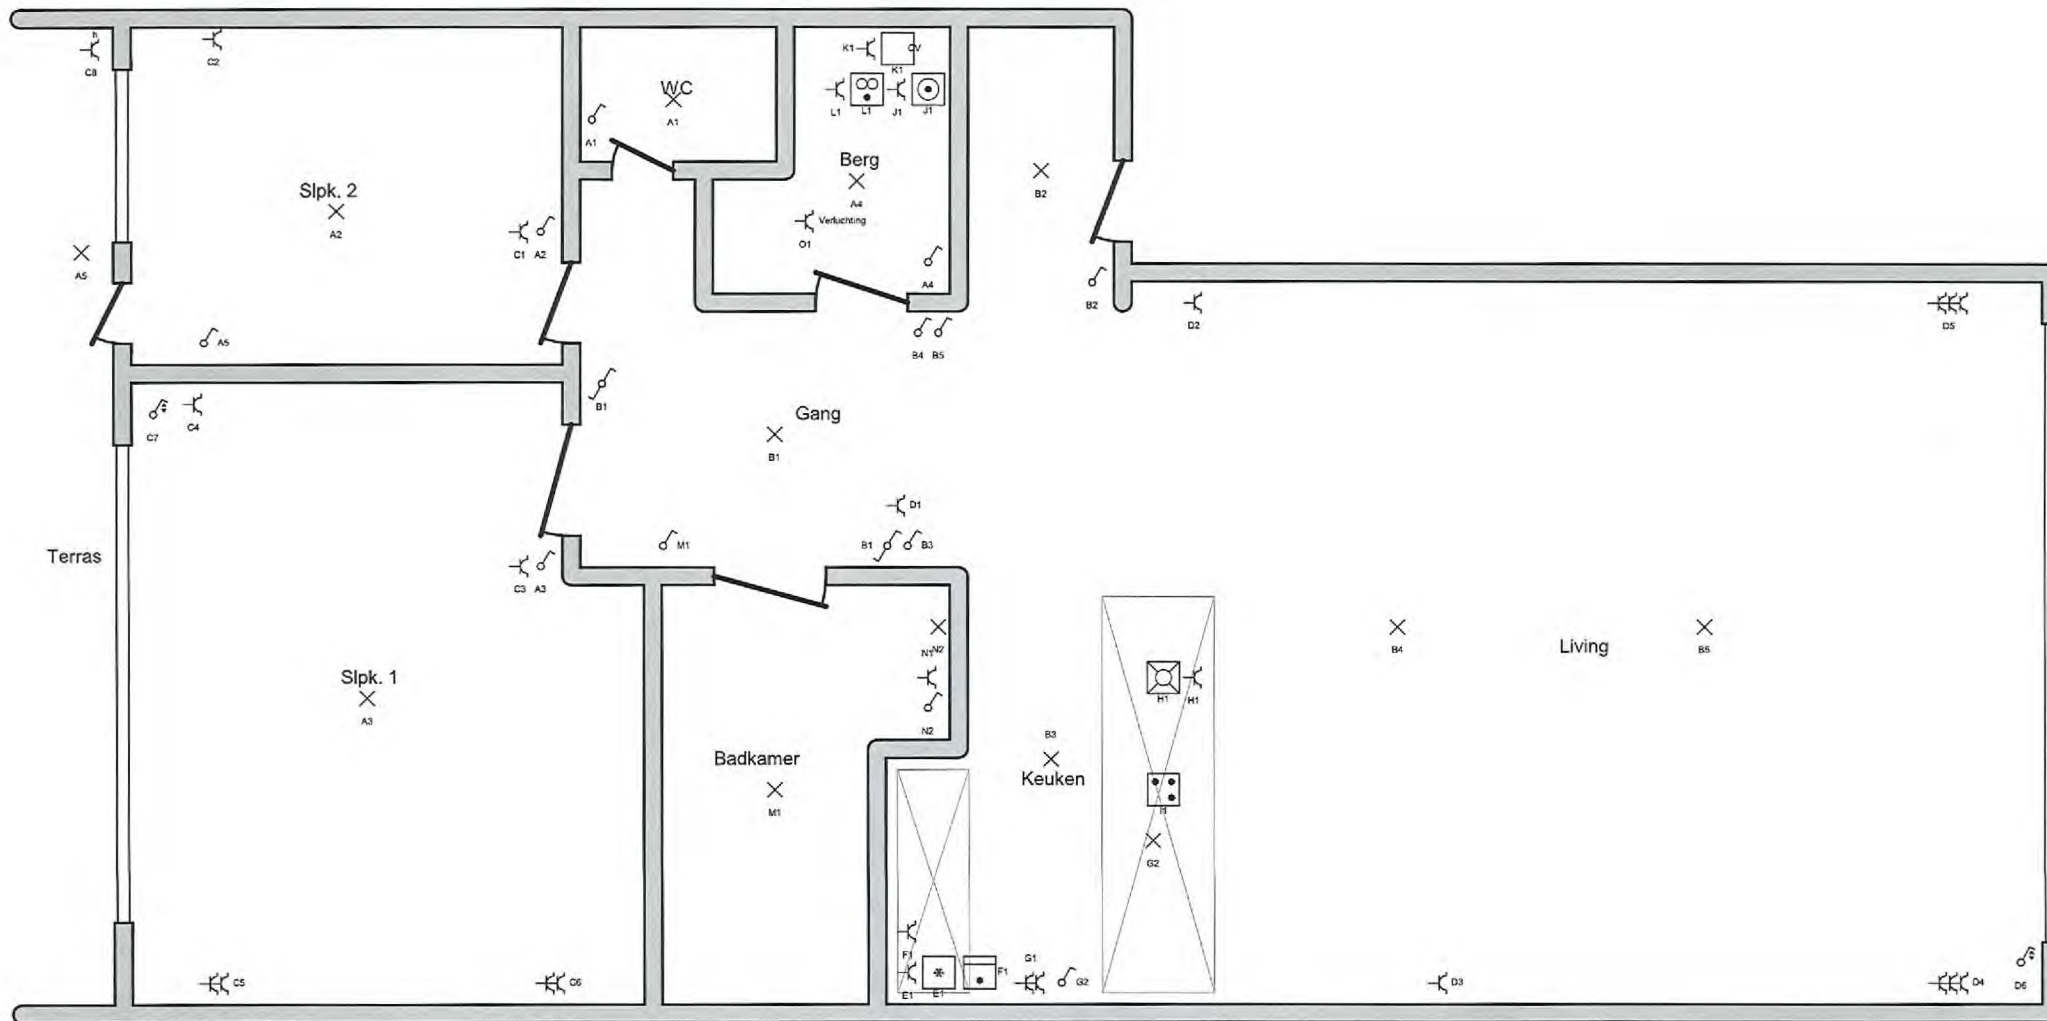 h
C8
C2
K1
CV
K1
WC
A1
L1
L1
J1
J1
A1
Berg
A4
B2
Slpk. 2
A2
C1
A2
Verluchting
O1
A5
A4
B2
D2
D5
A5
B4
B5
C7
C4
B1
Gang
B1
D1
Terras
M1
B1
B3
C3
A3
N1
N2
B4
Living
B5
Slpk. 1
A3
H1
H1
N2
B3
Badkamer
Keuken
M1
I1
G2
F1
G1
C5
C6
F1
G2
D3
D4
D6
E1
E1